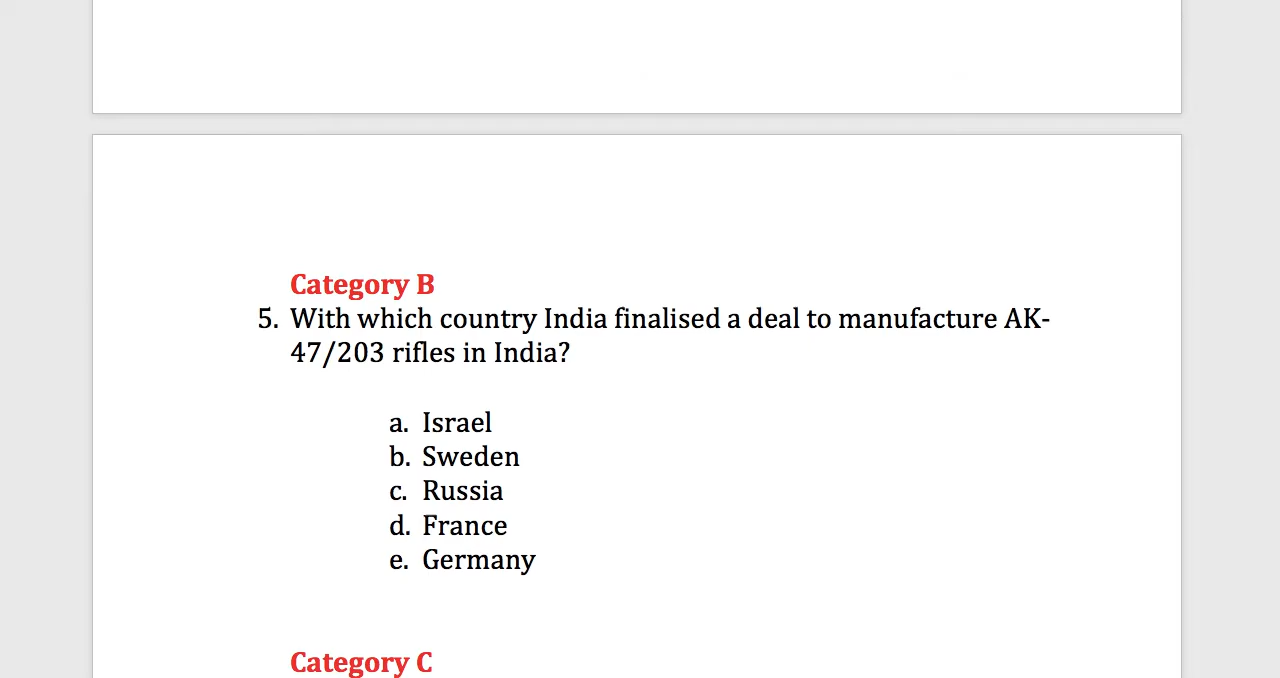 Category B
5. With which country India finalised a deal to manufacture AK-
47/203 rifles in India?
a. Israel
b. Sweden
c. Russia
d. France
e. Germany
Category C